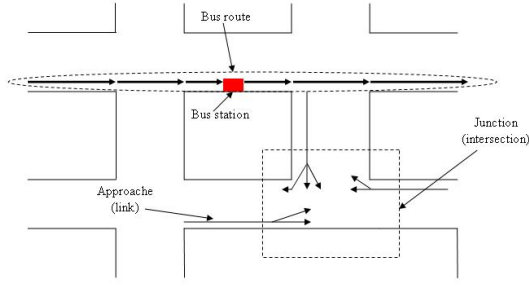 Bus route
Bus station
Junction
(intersection)
Approache
(link)